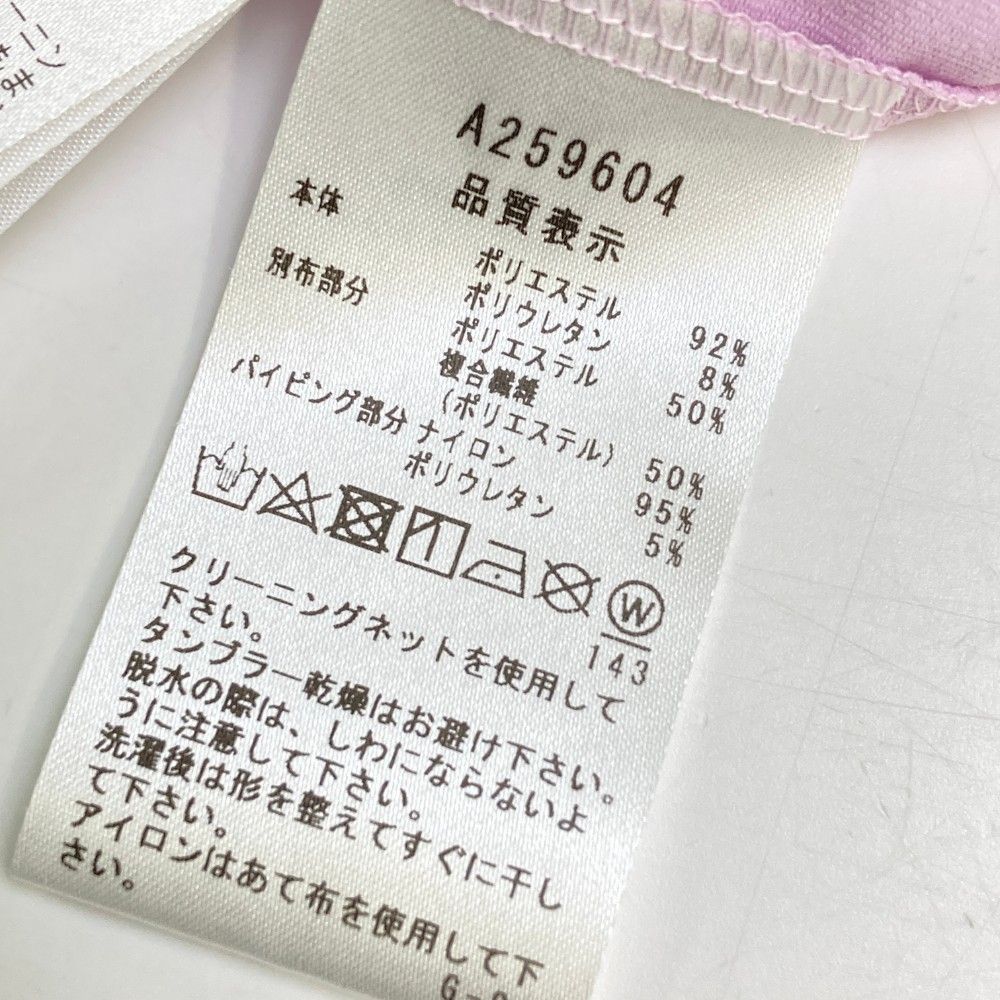 A259604
品質表示
本体 ポリエステル 92%
ポリウレタン 8%
別布部分 ポリエステル 50%
複合繊維
(ポリエステル) 50%
パイピング部分 ナイロン 95%
ポリウレタン 5%
W
143
クリーニングネットを使用して
下さい。
タンブラー乾燥はお避け下さい。
脱水の際は、しわにならないよ
うに注意して下さい。
洗濯後は形を整えてすぐに干し
て下さい。
アイロンはあて布を使用して下
さい。